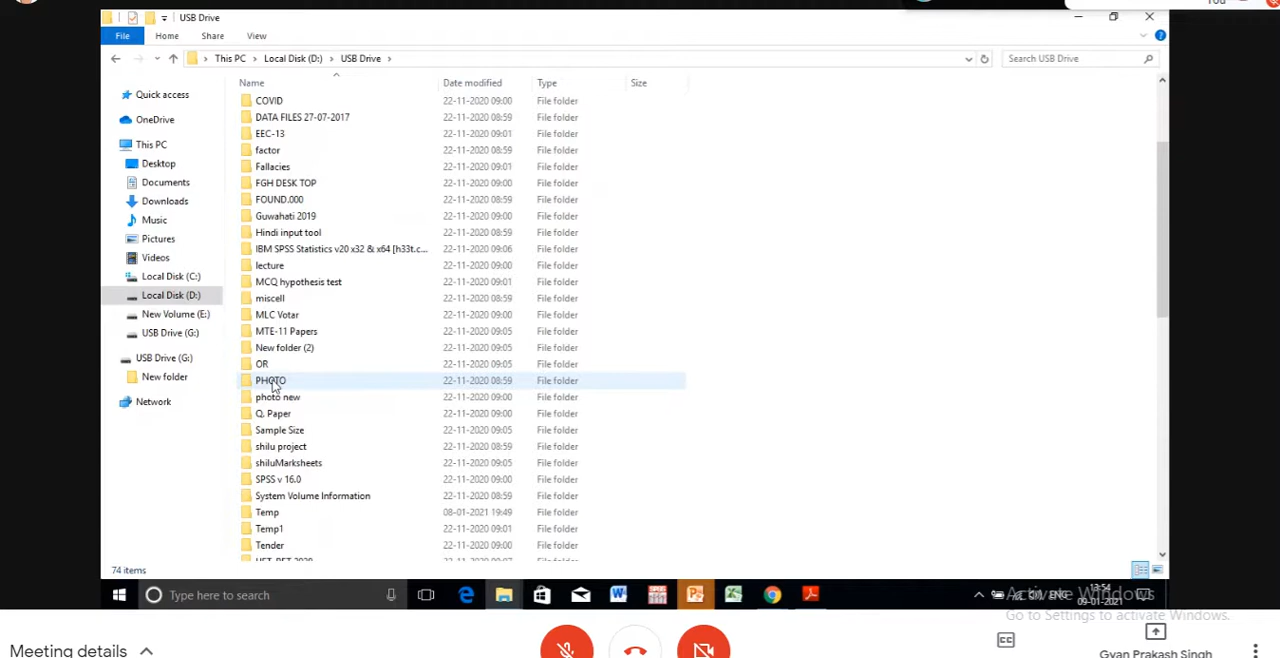 You
USB Drive
File Home Share View
This PC > Local Disk (D:) > USB Drive >
Search USB Drive
Name Date modified Type Size
Quick access
OneDrive
This PC
Desktop
Documents
Downloads
Music
Pictures
Videos
Local Disk (C:)
Local Disk (D:)
New Volume (E:)
USB Drive (G:)
USB Drive (G:)
New folder
Network
COVID 22-11-2020 09:00 File folder
DATA FILES 27-07-2017 22-11-2020 08:59 File folder
EEC-13 22-11-2020 09:01 File folder
factor 22-11-2020 08:59 File folder
Fallacies 22-11-2020 09:01 File folder
FGH DESK TOP 22-11-2020 09:00 File folder
FOUND.000 22-11-2020 08:59 File folder
Guwahati 2019 22-11-2020 09:00 File folder
Hindi input tool 22-11-2020 08:59 File folder
IBM SPSS Statistics v20 x32 & x64 [h33t.c... 22-11-2020 09:06 File folder
lecture 22-11-2020 09:00 File folder
MCQ hypothesis test 22-11-2020 09:01 File folder
miscell 22-11-2020 08:59 File folder
MLC Votar 22-11-2020 09:00 File folder
MTE-11 Papers 22-11-2020 09:05 File folder
New folder (2) 22-11-2020 09:05 File folder
OR 22-11-2020 09:05 File folder
PHOTO 22-11-2020 08:59 File folder
photo new 22-11-2020 09:00 File folder
Q. Paper 22-11-2020 09:00 File folder
Sample Size 22-11-2020 09:05 File folder
shilu project 22-11-2020 08:59 File folder
shiluMarksheets 22-11-2020 09:05 File folder
SPSS v 16.0 22-11-2020 09:00 File folder
System Volume Information 22-11-2020 08:59 File folder
Temp 08-01-2021 19:49 File folder
Temp1 22-11-2020 09:01 File folder
Tender 22-11-2020 09:00 File folder
74 items
Type here to search
ENG
13:54
09-01-2021
Activate Windows
Go to Settings to activate Windows.
Meeting details
Gyan Prakash Singh